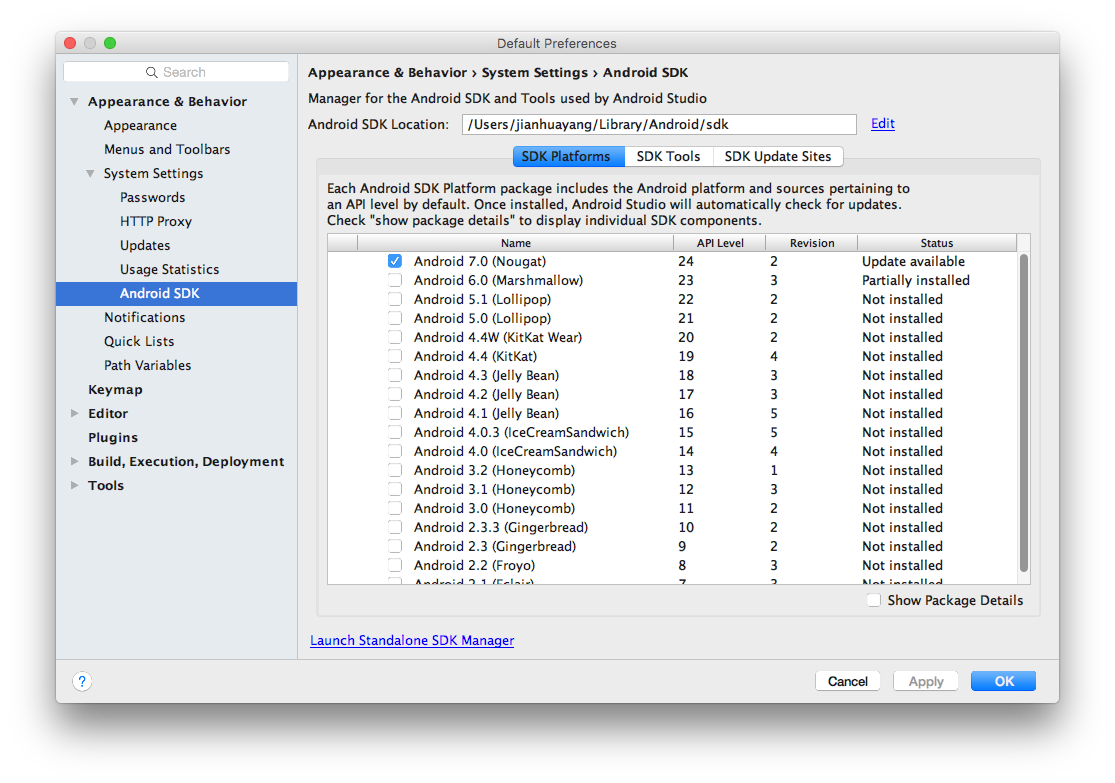 Default Preferences
Search
Appearance & Behavior
Appearance
Menus and Toolbars
System Settings
Passwords
HTTP Proxy
Updates
Usage Statistics
Android SDK
Notifications
Quick Lists
Path Variables
Keymap
Editor
Plugins
Build, Execution, Deployment
Tools
Appearance & Behavior › System Settings › Android SDK
Manager for the Android SDK and Tools used by Android Studio
Android SDK Location: /Users/jianhuayang/Library/Android/sdk Edit
SDK Platforms SDK Tools SDK Update Sites
Each Android SDK Platform package includes the Android platform and sources pertaining to
an API level by default. Once installed, Android Studio will automatically check for updates.
Check "show package details" to display individual SDK components.
Name API Level Revision Status
Android 7.0 (Nougat) 24 2 Update available
Android 6.0 (Marshmallow) 23 3 Partially installed
Android 5.1 (Lollipop) 22 2 Not installed
Android 5.0 (Lollipop) 21 2 Not installed
Android 4.4W (KitKat Wear) 20 2 Not installed
Android 4.4 (KitKat) 19 4 Not installed
Android 4.3 (Jelly Bean) 18 3 Not installed
Android 4.2 (Jelly Bean) 17 3 Not installed
Android 4.1 (Jelly Bean) 16 5 Not installed
Android 4.0.3 (IceCreamSandwich) 15 5 Not installed
Android 4.0 (IceCreamSandwich) 14 4 Not installed
Android 3.2 (Honeycomb) 13 1 Not installed
Android 3.1 (Honeycomb) 12 3 Not installed
Android 3.0 (Honeycomb) 11 2 Not installed
Android 2.3.3 (Gingerbread) 10 2 Not installed
Android 2.3 (Gingerbread) 9 2 Not installed
Android 2.2 (Froyo) 8 3 Not installed
Android 2.1 (Eclair) 7 3 Not installed
Show Package Details
Launch Standalone SDK Manager
? Cancel Apply OK